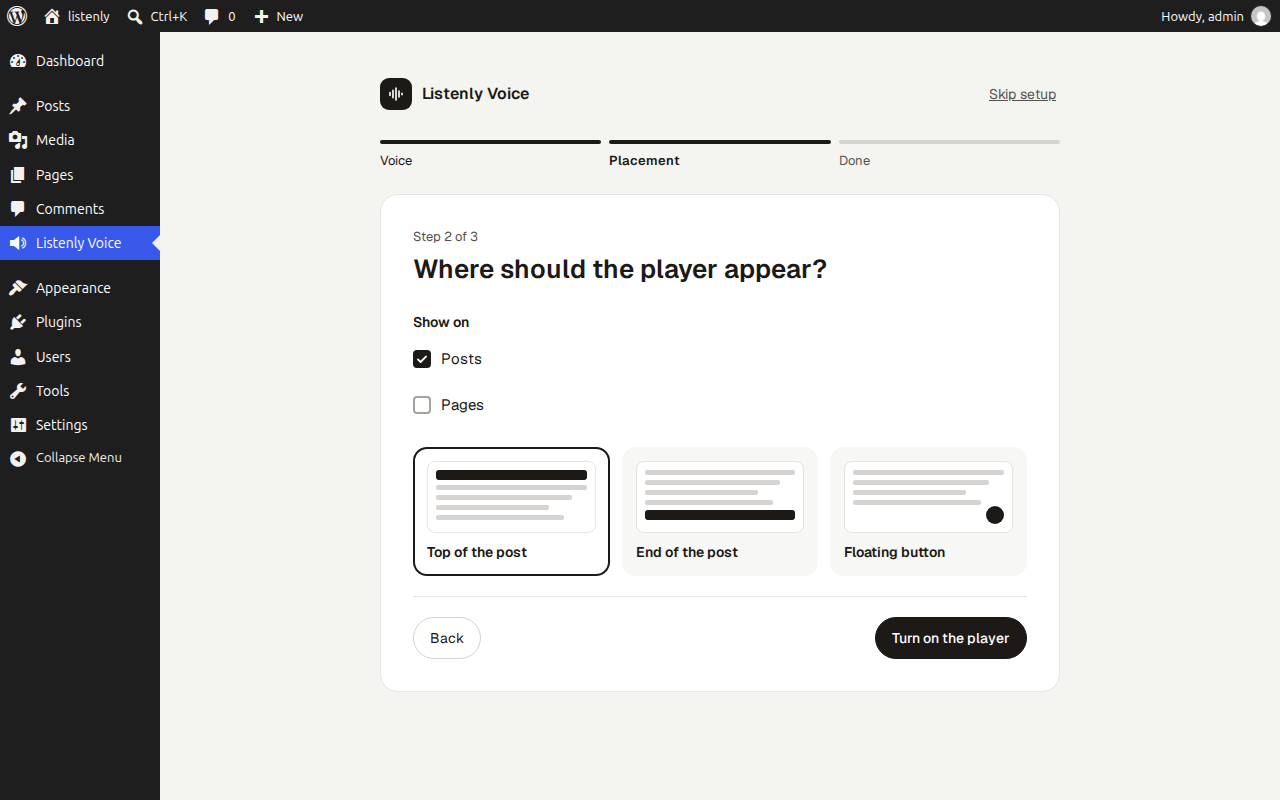 listenly
Ctrl+K
0
New
Howdy, admin
Dashboard
Posts
Media
Pages
Comments
Listenly Voice
Appearance
Plugins
Users
Tools
Settings
Collapse Menu
Listenly Voice
Skip setup
Voice
Placement
Done
Step 2 of 3
Where should the player appear?
Show on
Posts
Pages
Top of the post
End of the post
Floating button
Back
Turn on the player